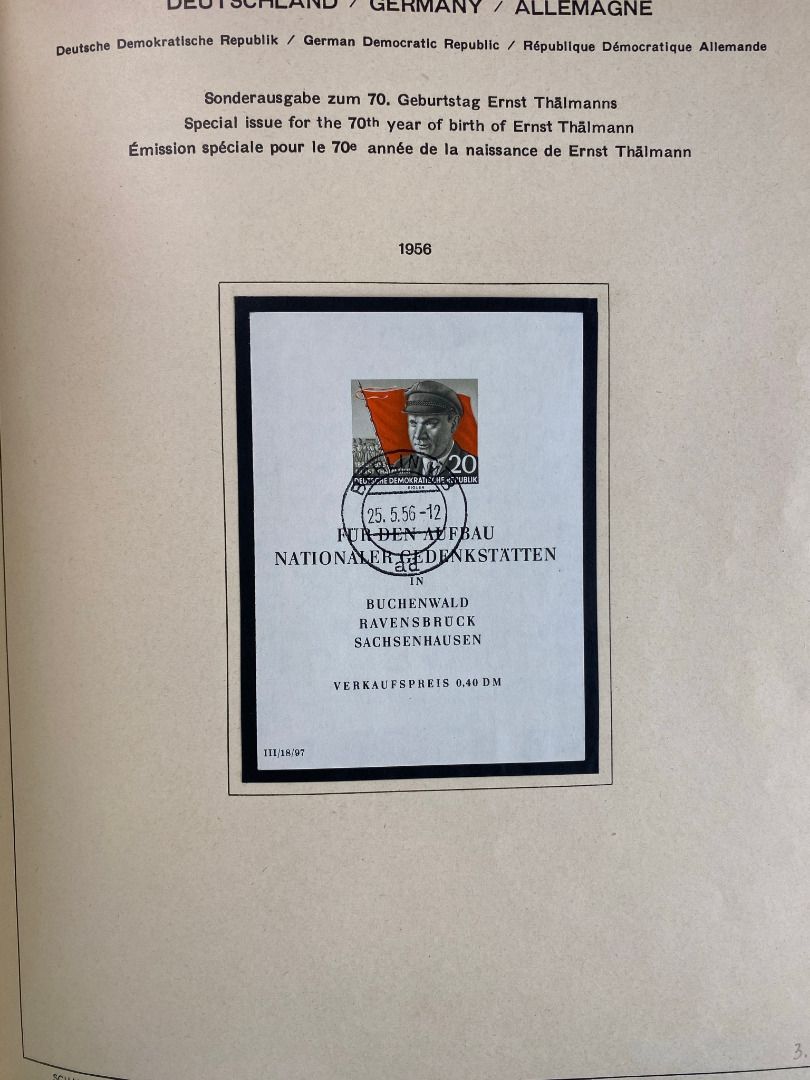 DEUTSCHLAND / GERMANY / ALLEMAGNE
Deutsche Demokratische Republik / German Democratic Republic / République Démocratique Allemande
Sonderausgabe zum 70. Geburtstag Ernst Thälmanns
Special issue for the 70th year of birth of Ernst Thälmann
Émission spéciale pour le 70e année de la naissance de Ernst Thälmann
1956
20
DEUTSCHE DEMOKRATISCHE REPUBLIK
BERLIN
25.5.56-12
ad
FÜR DEN AUFBAU
NATIONALER GEDENKSTÄTTEN
IN
BUCHENWALD
RAVENSBRÜCK
SACHSENHAUSEN
VERKAUFSPREIS 0,40 DM
III/18/97
3.